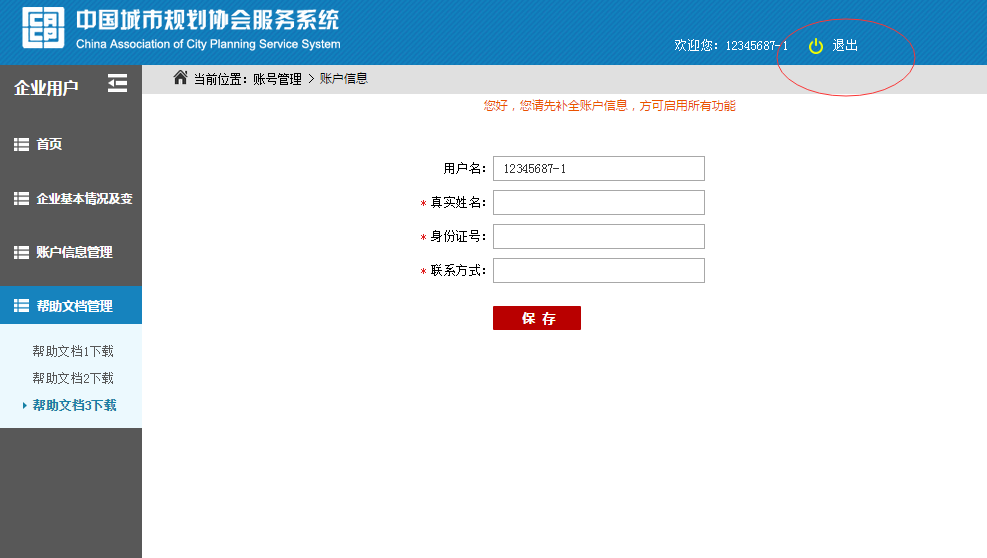 CACP
中国城市规划协会服务系统
China Association of City Planning Service System
欢迎您：12345687-1 退出
企业用户
当前位置：账号管理 > 账户信息
您好，您请先补全账户信息，方可启用所有功能
首页
企业基本情况及变
账户信息管理
帮助文档管理
帮助文档1下载
帮助文档2下载
帮助文档3下载
用户名： 12345687-1
* 真实姓名：
* 身份证号：
* 联系方式：
保 存